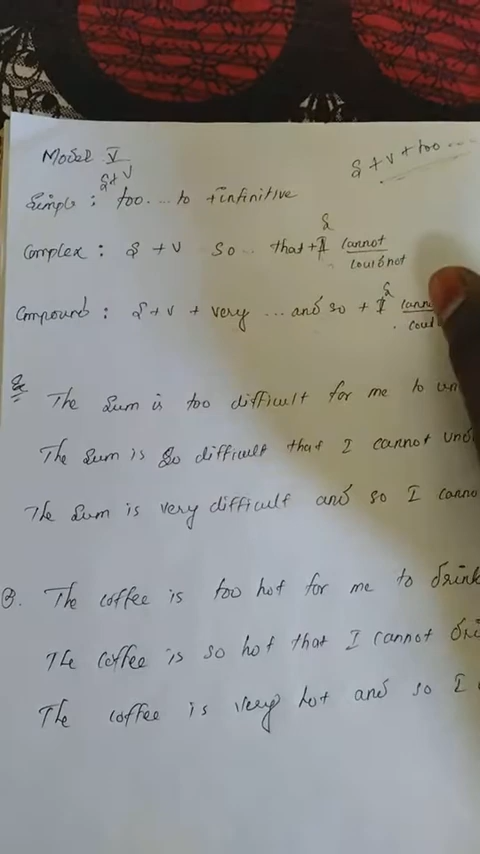 Model V
S + V + too ....
S+V
Simple : too .... to + infinitive
S
Complex : S + V so .. that + I cannot
could not
S
Compound : S + V + very ... and so + I
Ex The Sum is too difficult for me to
The Sum is so difficult that I cannot
The Sum is very difficult and so I
2. The coffee is too hot for me to drink
The coffee is so hot that I cannot
The coffee is very hot and so I